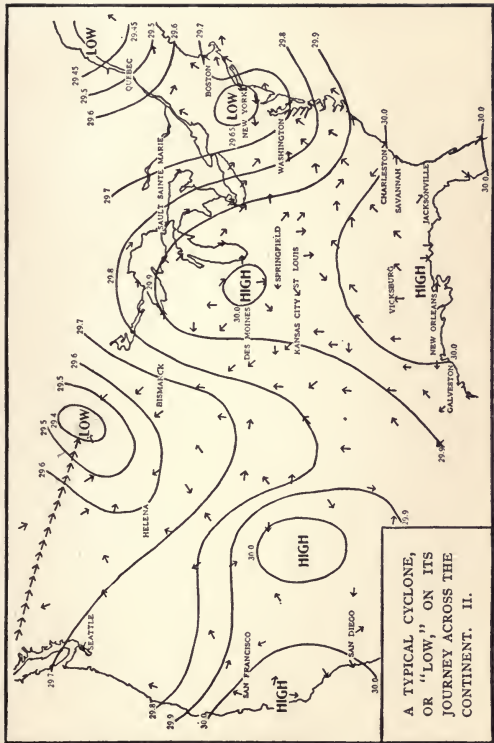 LOW
29.45
29.45
29.5
29.5
29.6
29.6
29.7
QUEBEC
BOSTON
LOW
NEW YORK
29.65
29.8
29.9
WASHINGTON
SAULT SAINTE MARIE
29.7
29.8
29.9
30.0
CHARLESTON
SAVANNAH
JACKSONVILLE
30.0
HIGH
30.0
DES MOINES
SPRINGFIELD
ST LOUIS
KANSAS CITY
VICKSBURG
HIGH
NEW ORLEANS
30.0
GALVESTON
29.9
29.7
29.6
29.5
29.4
29.5
29.6
LOW
BISMARCK
HELENA
SEATTLE
29.7
29.8
29.9
30.0
SAN FRANCISCO
HIGH
30.0
HIGH
29.9
SAN DIEGO
30.0
A TYPICAL CYCLONE,
OR "LOW," ON ITS
JOURNEY ACROSS THE
CONTINENT. II.